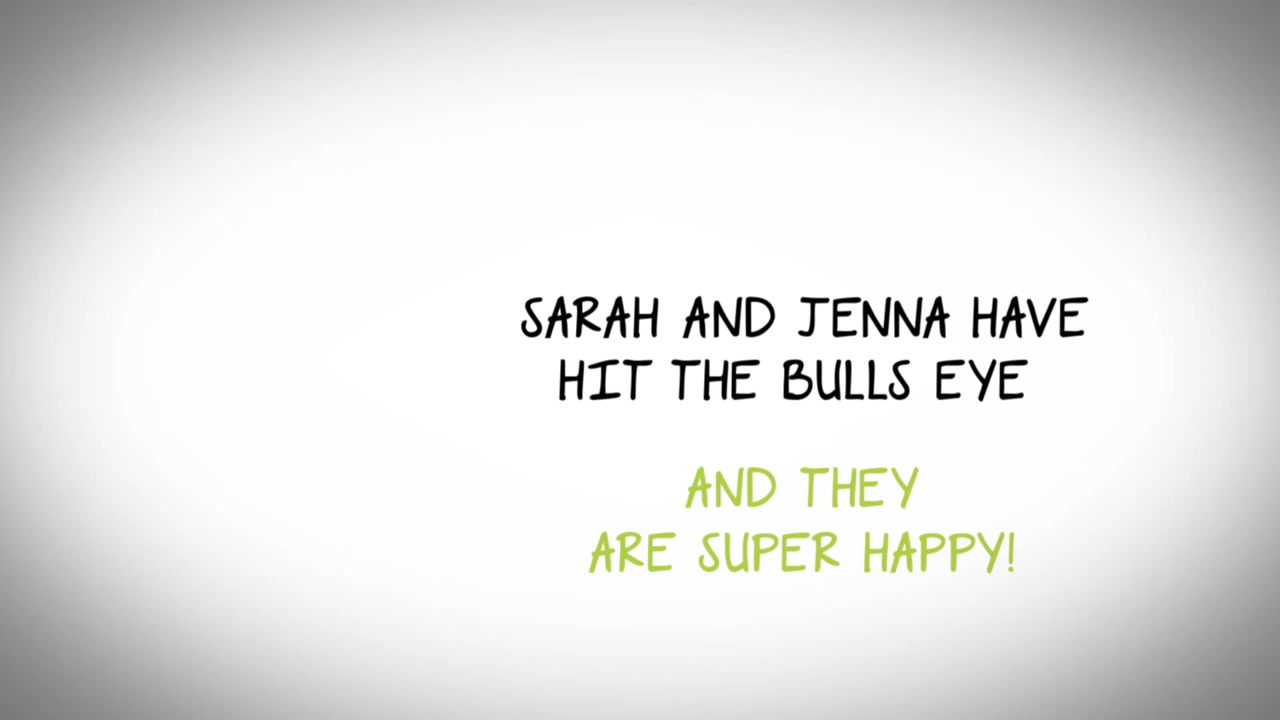 SARAH AND JENNA HAVE
HIT THE BULLS EYE
AND THEY
ARE SUPER HAPPY!